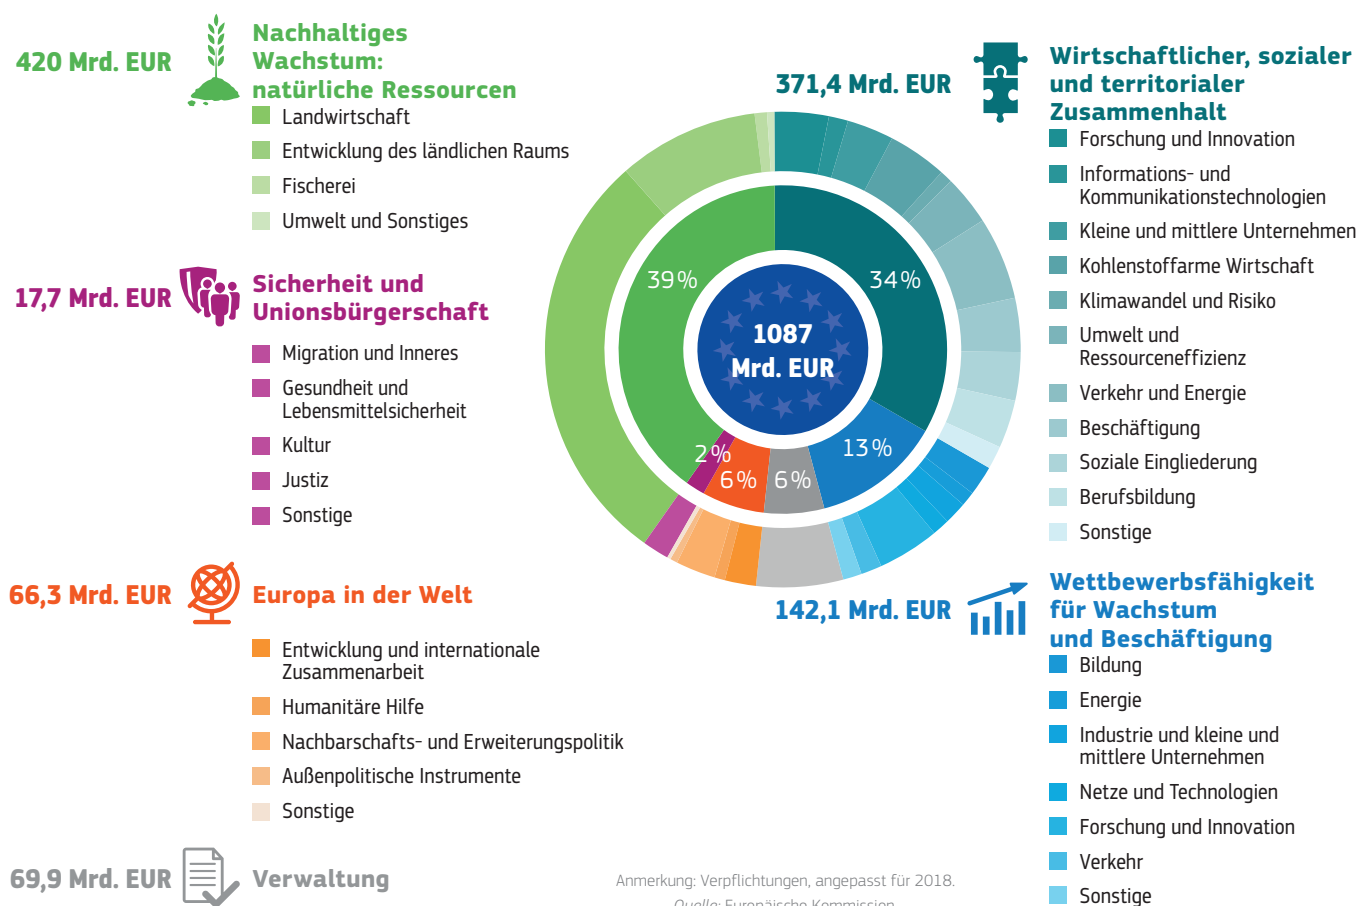 420 Mrd. EUR
Nachhaltiges
Wachstum:
natürliche Ressourcen
Landwirtschaft
Entwicklung des ländlichen Raums
Fischerei
Umwelt und Sonstiges
17,7 Mrd. EUR
Sicherheit und
Unionsbürgerschaft
Migration und Inneres
Gesundheit und
Lebensmittelsicherheit
Kultur
Justiz
Sonstige
66,3 Mrd. EUR
Europa in der Welt
Entwicklung und internationale
Zusammenarbeit
Humanitäre Hilfe
Nachbarschafts- und Erweiterungspolitik
Außenpolitische Instrumente
Sonstige
69,9 Mrd. EUR
Verwaltung
39 %
34 %
1087
Mrd. EUR
2 %
6 %
6 %
13 %
371,4 Mrd. EUR
Wirtschaftlicher, sozialer
und territorialer
Zusammenhalt
Forschung und Innovation
Informations- und
Kommunikationstechnologien
Kleine und mittlere Unternehmen
Kohlenstoffarme Wirtschaft
Klimawandel und Risiko
Umwelt und
Ressourceneffizienz
Verkehr und Energie
Beschäftigung
Soziale Eingliederung
Berufsbildung
Sonstige
142,1 Mrd. EUR
Wettbewerbsfähigkeit
für Wachstum
und Beschäftigung
Bildung
Energie
Industrie und kleine und
mittlere Unternehmen
Netze und Technologien
Forschung und Innovation
Verkehr
Sonstige
Anmerkung: Verpflichtungen, angepasst für 2018.
Quelle: Europäische Kommission